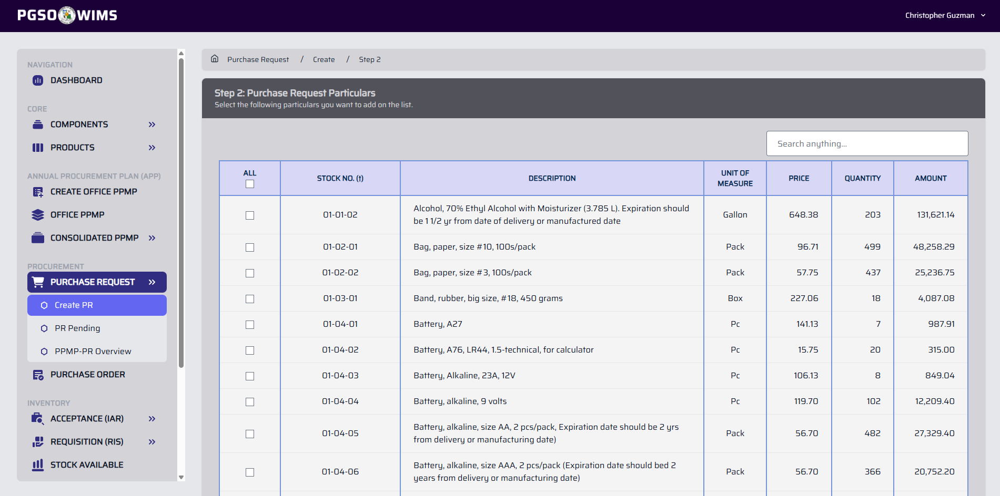 PGSO WIMS
Christopher Guzman
NAVIGATION
DASHBOARD
CORE
COMPONENTS
PRODUCTS
ANNUAL PROCUREMENT PLAN (APP)
CREATE OFFICE PPMP
OFFICE PPMP
CONSOLIDATED PPMP
PROCUREMENT
PURCHASE REQUEST
Create PR
PR Pending
PPMP-PR Overview
PURCHASE ORDER
INVENTORY
ACCEPTANCE (IAR)
REQUISITION (RIS)
STOCK AVAILABLE
Purchase Request / Create / Step 2
Step 2: Purchase Request Particulars
Select the following particulars you want to add on the list.
Search anything...
ALL STOCK NO. (↑) DESCRIPTION UNIT OF MEASURE PRICE QUANTITY AMOUNT
01-01-02 Alcohol, 70% Ethyl Alcohol with Moisturizer (3.785 L). Expiration should Gallon 648.38 203 131,621.14
be 1 1/2 yr from date of delivery or manufactured date
01-02-01 Bag, paper, size #10, 100s/pack Pack 96.71 499 48,258.29
01-02-02 Bag, paper, size #3, 100s/pack Pack 57.75 437 25,236.75
01-03-01 Band, rubber, big size, #18, 450 grams Box 227.06 18 4,087.08
01-04-01 Battery, A27 Pc 141.13 7 987.91
01-04-02 Battery, A76, LR44, 1.5-technical, for calculator Pc 15.75 20 315.00
01-04-03 Battery, Alkaline, 23A, 12V Pc 106.13 8 849.04
01-04-04 Battery, alkaline, 9 volts Pc 119.70 102 12,209.40
01-04-05 Battery, alkaline, size AA, 2 pcs/pack, Expiration date should be 2 yrs Pack 56.70 482 27,329.40
from delivery or manufacturing date)
01-04-06 Battery, alkaline, size AAA, 2 pcs/pack (Expiration date should bed 2 Pack 56.70 366 20,752.20
years from delivery or manufacturing date)